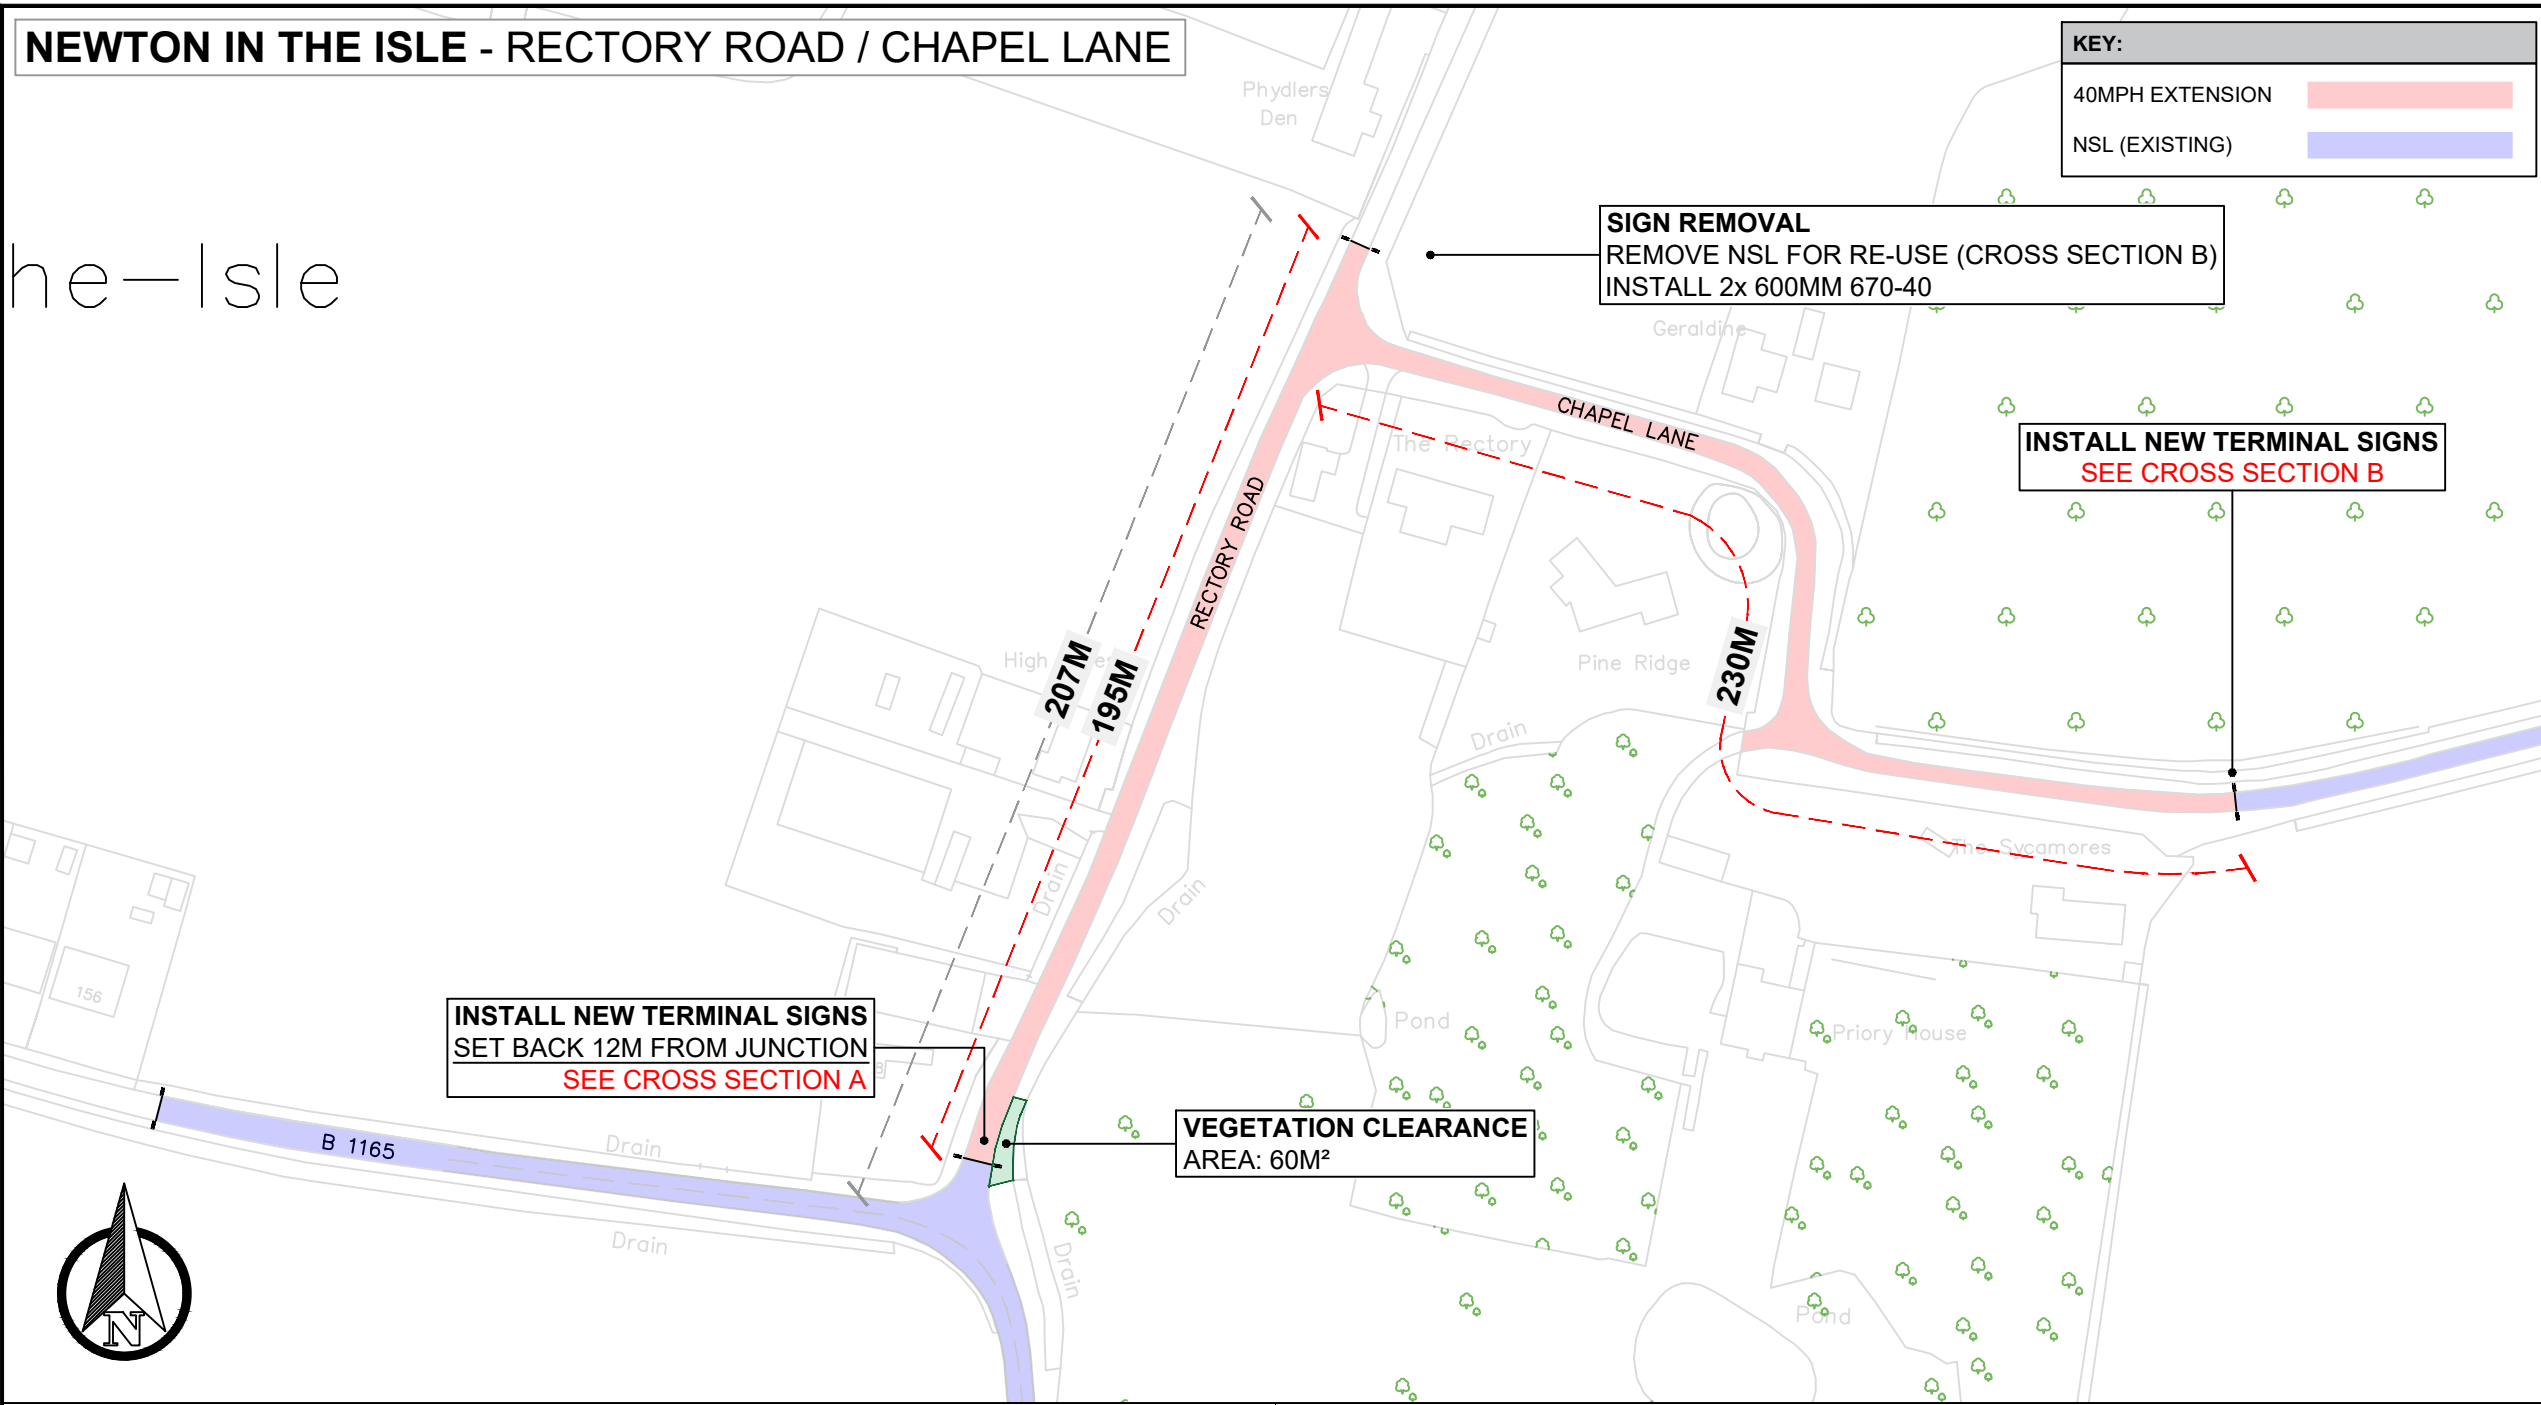 NEWTON IN THE ISLE - RECTORY ROAD / CHAPEL LANE
KEY:
40MPH EXTENSION
NSL (EXISTING)
Phydlers
Den
he-Isle
SIGN REMOVAL
REMOVE NSL FOR RE-USE (CROSS SECTION B)
INSTALL 2x 600MM 670-40
Geraldine
CHAPEL LANE
The Rectory
INSTALL NEW TERMINAL SIGNS
SEE CROSS SECTION B
RECTORY ROAD
High
207M
195M
230M
Pine Ridge
Drain
The Sycamores
Drain
Drain
156
INSTALL NEW TERMINAL SIGNS
SET BACK 12M FROM JUNCTION
SEE CROSS SECTION A
Pond
Priory House
VEGETATION CLEARANCE
AREA: 60M²
B 1165
Drain
Drain
Drain
Pond
N